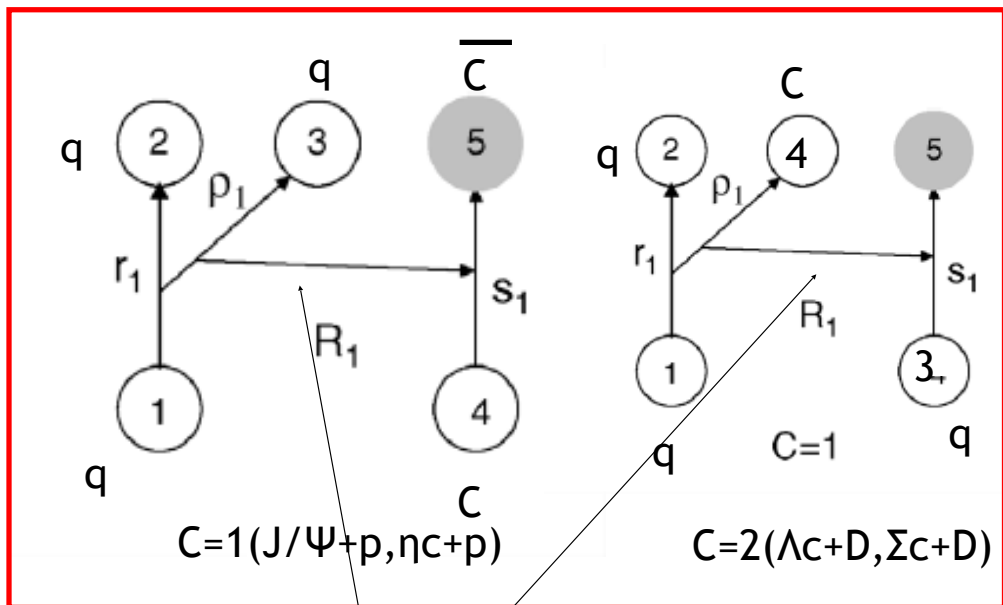 q
C̅
2
3
5
q
ρ₁
r₁
s₁
R₁
1
4
q
C
C=1(J/Ψ+p,ηc+p)
C
q
2
4
5
ρ₁
r₁
s₁
R₁
1
3
q
q
C=1
C=2(Λc+D,Σc+D)